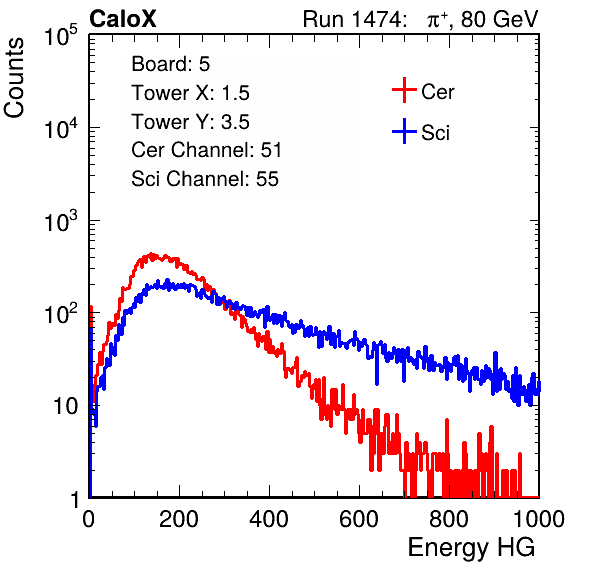 CaloX Run 1474: π⁺, 80 GeV
Counts
10⁵
10⁴
10³
10²
10
1
Board: 5
Tower X: 1.5
Tower Y: 3.5
Cer Channel: 51
Sci Channel: 55
Cer
Sci
0 200 400 600 800 1000
Energy HG